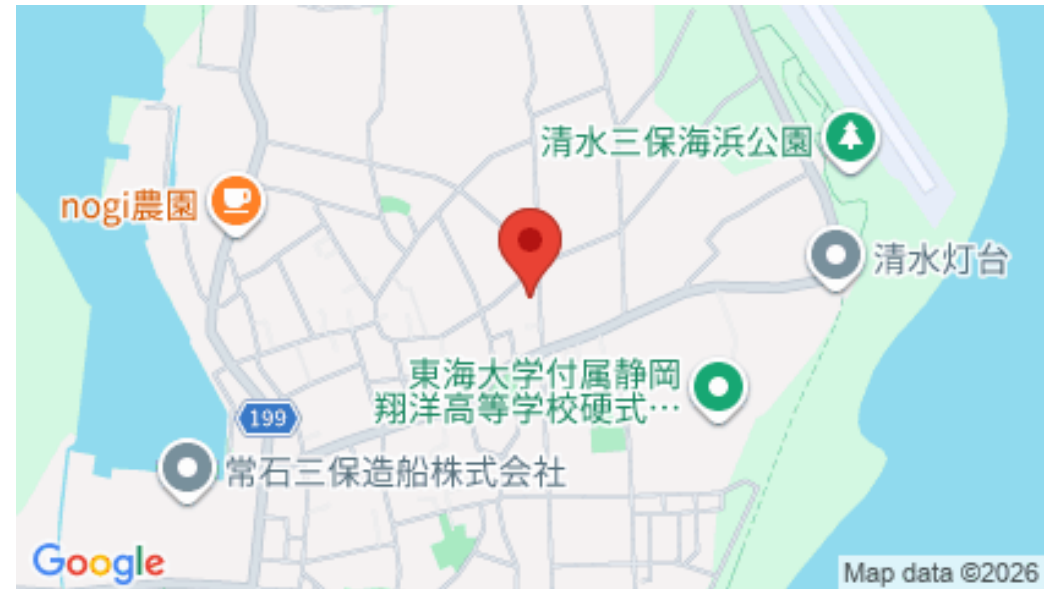 清水三保海浜公園
nogi農園
清水灯台
東海大学付属静岡
翔洋高等学校硬式…
199
常石三保造船株式会社
Google
Map data ©2026